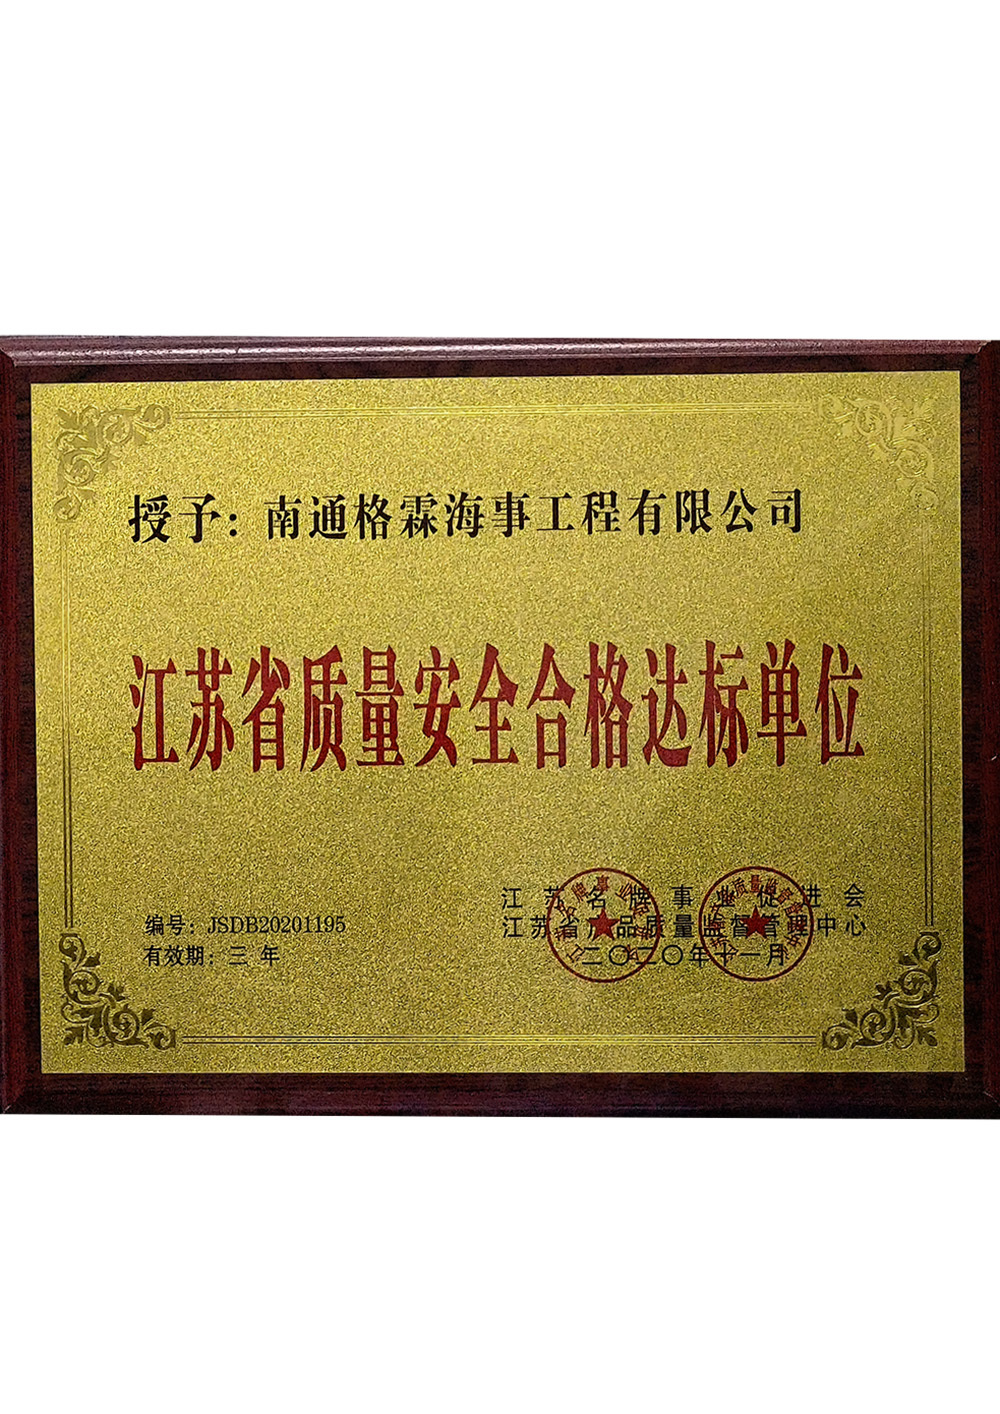 授予：南通格霖海事工程有限公司
江苏省质量安全合格达标单位
编号：JSDB20201195
有效期：三 年
江苏名牌事业促进会
江苏省产品质量监督管理中心
二〇二〇年十一月